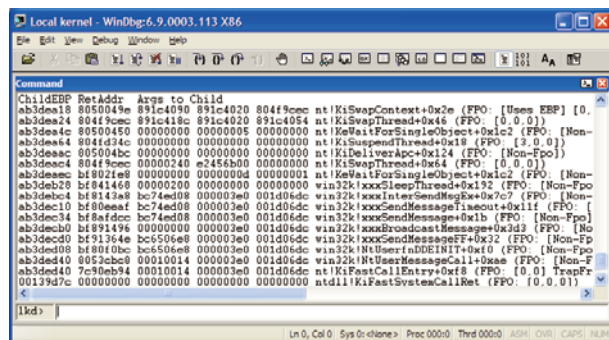 Local kernel - WinDbg:6.9.0003.113 X86
File Edit View Debug Window Help
Command
ChildEBP RetAddr Args to Child
ab3dea18 8050049e 891c4090 891c4020 804f9cec nt!KiSwapContext+0x2e (FPO: [Uses EBP] [0,
ab3dea24 804f9cec 891c418c 891c4020 891c4054 nt!KiSwapThread+0x46 (FPO: [0,0,0])
ab3dea4c 80500450 00000000 00000005 00000000 nt!KeWaitForSingleObject+0x1c2 (FPO: [Non-
ab3dea64 804fd34c 00000000 00000000 00000000 nt!KiSuspendThread+0x18 (FPO: [3,0,0])
ab3deaac 805004bc 00000000 00000000 00000000 nt!KiDeliverApc+0x124 (FPO: [Non-Fpo])
ab3deac4 804f9cec 00000240 e2456b00 00000000 nt!KiSwapThread+0x64 (FPO: [0,0,0])
ab3deaec bf802fe8 00000000 0000000d 00000001 nt!KeWaitForSingleObject+0x1c2 (FPO: [Non-
ab3deb28 bf841468 00000200 00000000 00000000 win32k!xxxSleepThread+0x192 (FPO: [Non-Fpo]
ab3debc4 bf8143a8 bc74ed08 000003e0 001d06dc win32k!xxxInterSendMsgEx+0x7c7 (FPO: [Non-
ab3dec10 bf80eeaf bc74ed08 000003e0 001d06dc win32k!xxxSendMessageTimeout+0x11f (FPO: [
ab3dec34 bf8afdcc bc74ed08 000003e0 001d06dc win32k!xxxSendMessage+0x1b (FPO: [Non-Fpo]
ab3decb0 bf891496 00000000 000003e0 001d06dc win32k!xxxBroadcastMessage+0x3d3 (FPO: [No
ab3decd0 bf91364e bc6506e8 000003e0 001d06dc win32k!xxxSendMessageFF+0x32 (FPO: [Non-Fp
ab3ded08 bf80f0bc bc6506e8 000003e0 001d06dc win32k!NtUserfnDDEINIT+0xf0 (FPO: [Non-Fpo
ab3ded40 8053cbc8 00010014 000003e0 001d06dc win32k!NtUserMessageCall+0xae (FPO: [Non-F
ab3ded40 7c90eb94 00010014 000003e0 001d06dc nt!KiFastCallEntry+0xf8 (FPO: [0,0] TrapFr
00139d7c 00000000 00000000 00000000 00000000 ntdll!KiFastSystemCallRet (FPO: [0,0,0])
lkd>
Ln 0, Col 0 Sys 0:<None> Proc 000:0 Thrd 000:0 ASM OVR CAPS NUM